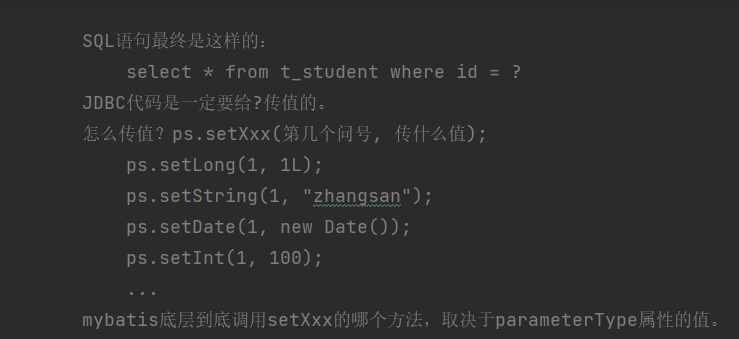 SQL语句最终是这样的：
select * from t_student where id = ?
JDBC代码是一定要给?传值的。
怎么传值？ps.setXxx(第几个问号, 传什么值);
ps.setLong(1, 1L);
ps.setString(1, "zhangsan");
ps.setDate(1, new Date());
ps.setInt(1, 100);
...
mybatis底层到底调用setXxx的哪个方法，取决于parameterType属性的值。